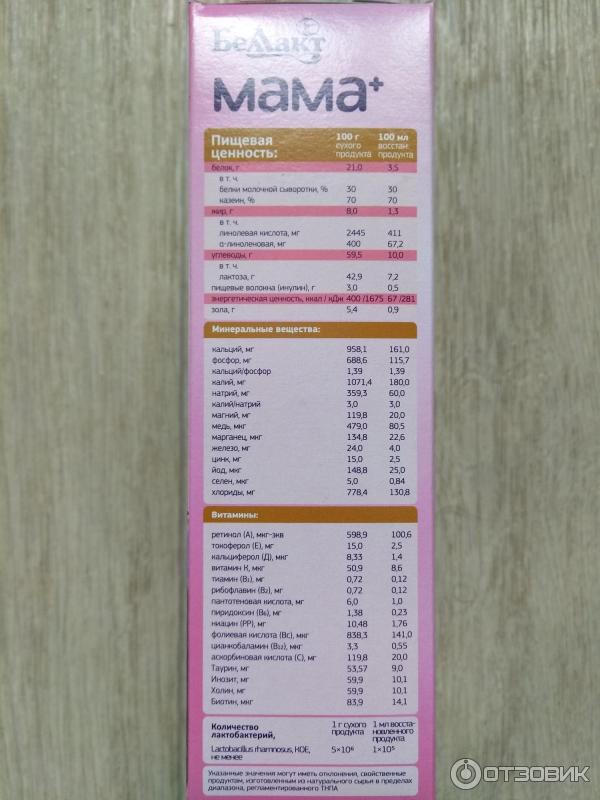 Беллакт
мама+
Пищевая ценность: 100 г сухого продукта 100 мл восстан. продукта
белок, г 21,0 3,5
в т. ч.
белки молочной сыворотки, % 30 30
казеин, % 70 70
жир, г 8,0 1,3
в т. ч.
линолевая кислота, мг 2445 411
α-линоленовая, мг 400 67,2
углеводы, г 59,5 10,0
в т. ч.
лактоза, г 42,9 7,2
пищевые волокна (инулин), г 3,0 0,5
энергетическая ценность, ккал / кДж 400 /1675 67 /281
зола, г 5,4 0,9
Минеральные вещества:
кальций, мг 958,1 161,0
фосфор, мг 688,6 115,7
кальций/фосфор 1,39 1,39
калий, мг 1071,4 180,0
натрий, мг 359,3 60,0
калий/натрий 3,0 3,0
магний, мг 119,8 20,0
медь, мкг 479,0 80,5
марганец, мкг 134,8 22,6
железо, мг 24,0 4,0
цинк, мг 15,0 2,5
йод, мкг 148,8 25,0
селен, мкг 5,0 0,84
хлориды, мг 778,4 130,8
Витамины:
ретинол (А), мкг-экв 598,9 100,6
токоферол (Е), мг 15,0 2,5
кальциферол (Д), мкг 8,33 1,4
витамин К, мкг 50,9 8,6
тиамин (В₁), мг 0,72 0,12
рибофлавин (В₂), мг 0,72 0,12
пантотеновая кислота, мг 6,0 1,0
пиридоксин (В₆), мг 1,38 0,23
ниацин (РР), мг 10,48 1,76
фолиевая кислота (Вс), мкг 838,3 141,0
цианкобаламин (В₁₂), мкг 3,3 0,55
аскорбиновая кислота (С), мг 119,8 20,0
Таурин, мг 53,57 9,0
Инозит, мг 59,9 10,1
Холин, мг 59,9 10,1
Биотин, мкг 83,9 14,1
Количество лактобактерий, 1 г сухого продукта 1 мл восста- новленного продукта
Lactobacillus rhamnosus, КОЕ, не менее 5×10⁶ 1×10⁵
Указанные значения могут иметь отклонения, свойственные
продуктам, изготовленным из натурального сырья в пределах
диапазона, регламентированного ТНПА
ОТЗОВИК